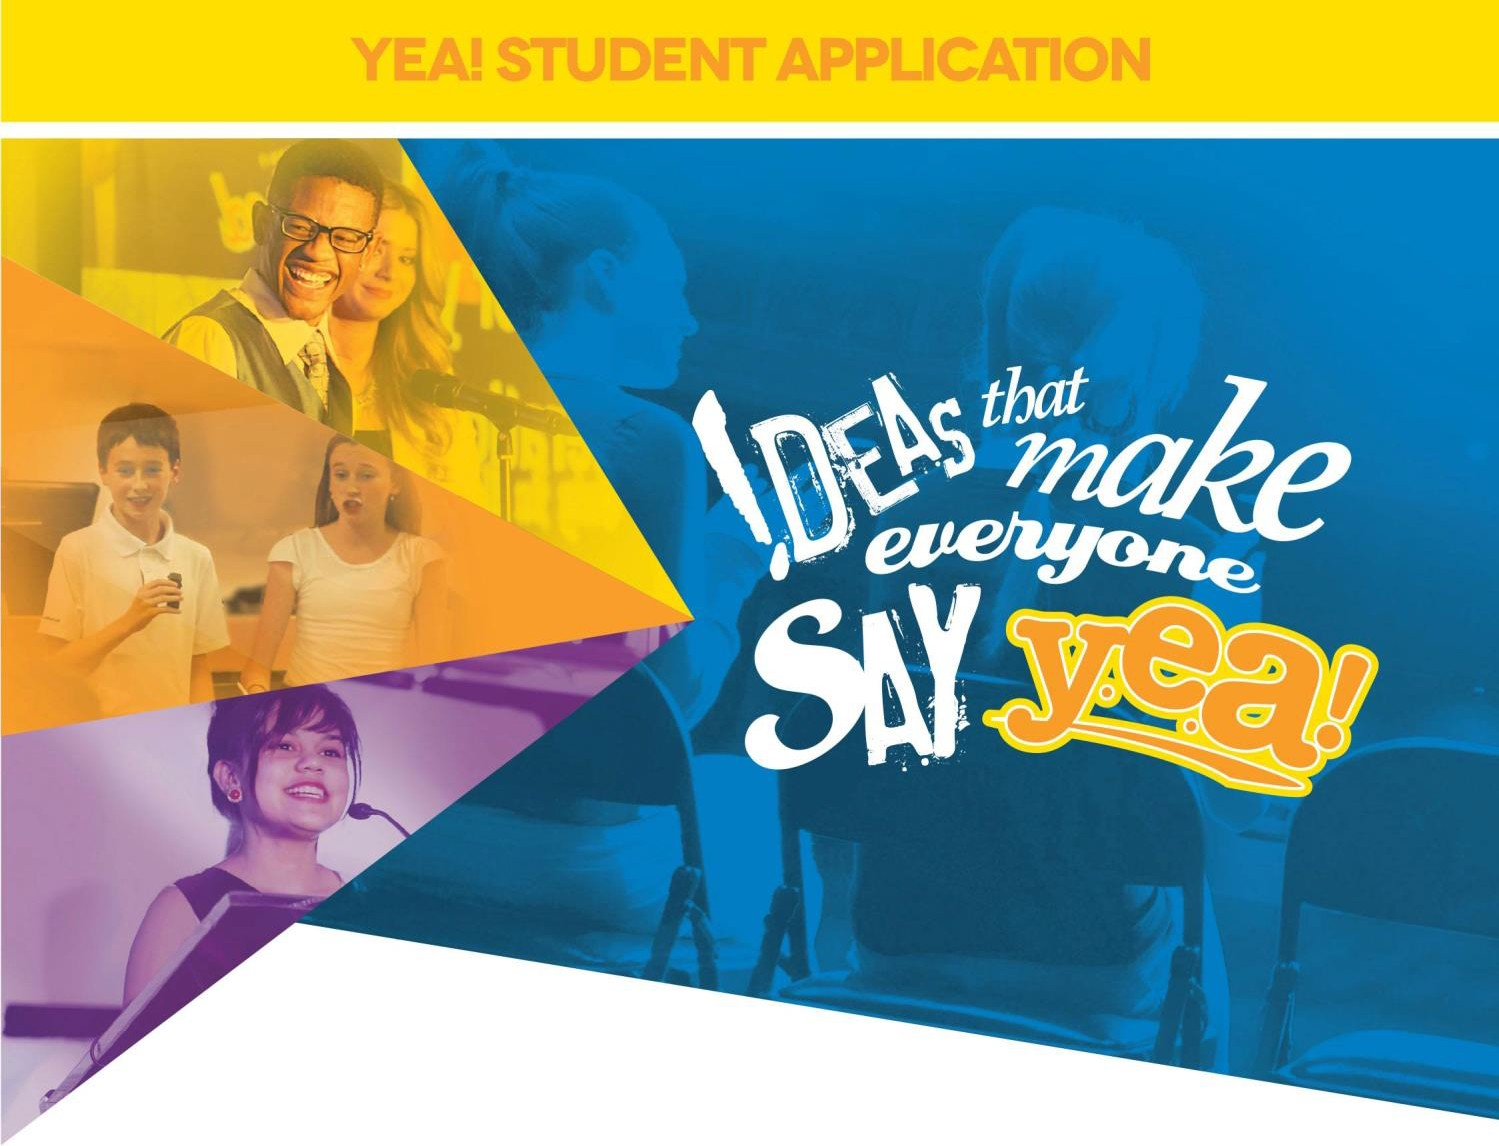 YEA! STUDENT APPLICATION
IDEAS that
make
everyone
SAY y.e.a!